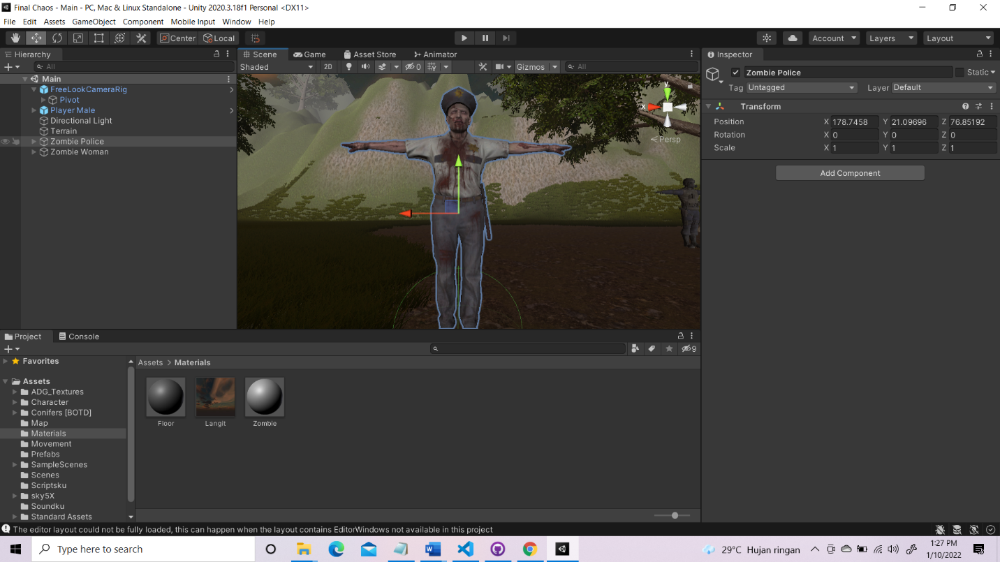 Final Chaos - Main - PC, Mac & Linux Standalone - Unity 2020.3.18f1 Personal <DX11>
File Edit Assets GameObject Component Mobile Input Window Help
Center Local Account Layers Layout
Hierarchy
All
Main
FreeLookCameraRig
Pivot
Player Male
Directional Light
Terrain
Zombie Police
Zombie Woman
Scene Game Asset Store Animator
Shaded 2D 0 Gizmos All
y
x
Persp
Inspector
Zombie Police Static
Tag Untagged Layer Default
Transform
Position X 178.7458 Y 21.09696 Z 76.85192
Rotation X 0 Y 0 Z 0
Scale X 1 Y 1 Z 1
Add Component
Project Console
9
Favorites
Assets
ADG_Textures
Character
Conifers [BOTD]
Map
Materials
Movement
Prefabs
SampleScenes
Scenes
Scriptsku
sky5X
Soundku
Standard Assets
Assets > Materials
Floor Langit Zombie
The editor layout could not be fully loaded, this can happen when the layout contains EditorWindows not available in this project
Type here to search
29°C Hujan ringan
1:27 PM
1/10/2022